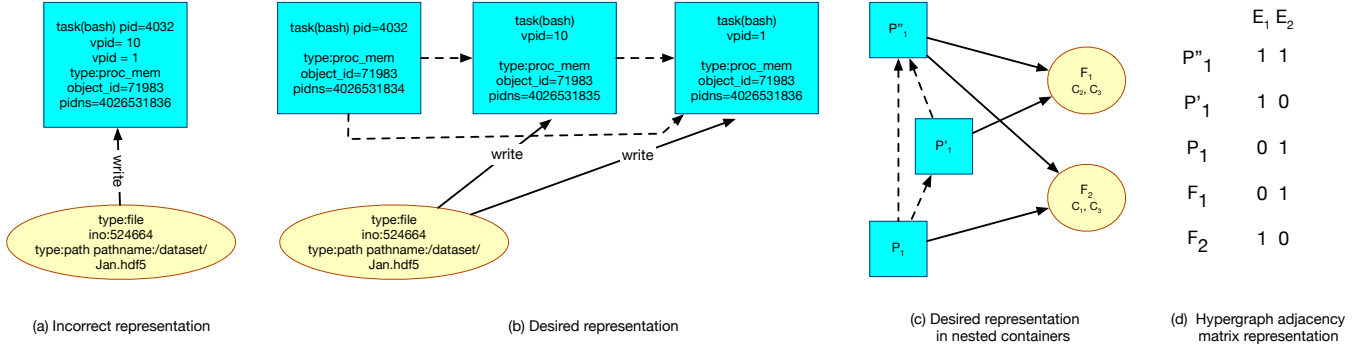 task(bash) pid=4032
vpid= 10
vpid = 1
type:proc_mem
object_id=71983
pidns=4026531836
write
type:file
ino:524664
type:path pathname:/dataset/
Jan.hdf5
(a) Incorrect representation
task(bash) pid=4032
type:proc_mem
object_id=71983
pidns=4026531834
task(bash)
vpid=10
type:proc_mem
object_id=71983
pidns=4026531835
task(bash)
vpid=1
type:proc_mem
object_id=71983
pidns=4026531836
write
write
type:file
ino:524664
type:path pathname:/dataset/
Jan.hdf5
(b) Desired representation
P"1
F1
C2, C3
P'1
F2
C1, C3
P1
(c) Desired representation
in nested containers
E1 E2
P"1 1 1
P'1 1 0
P1 0 1
F1 0 1
F2 1 0
(d) Hypergraph adjacency
matrix representation